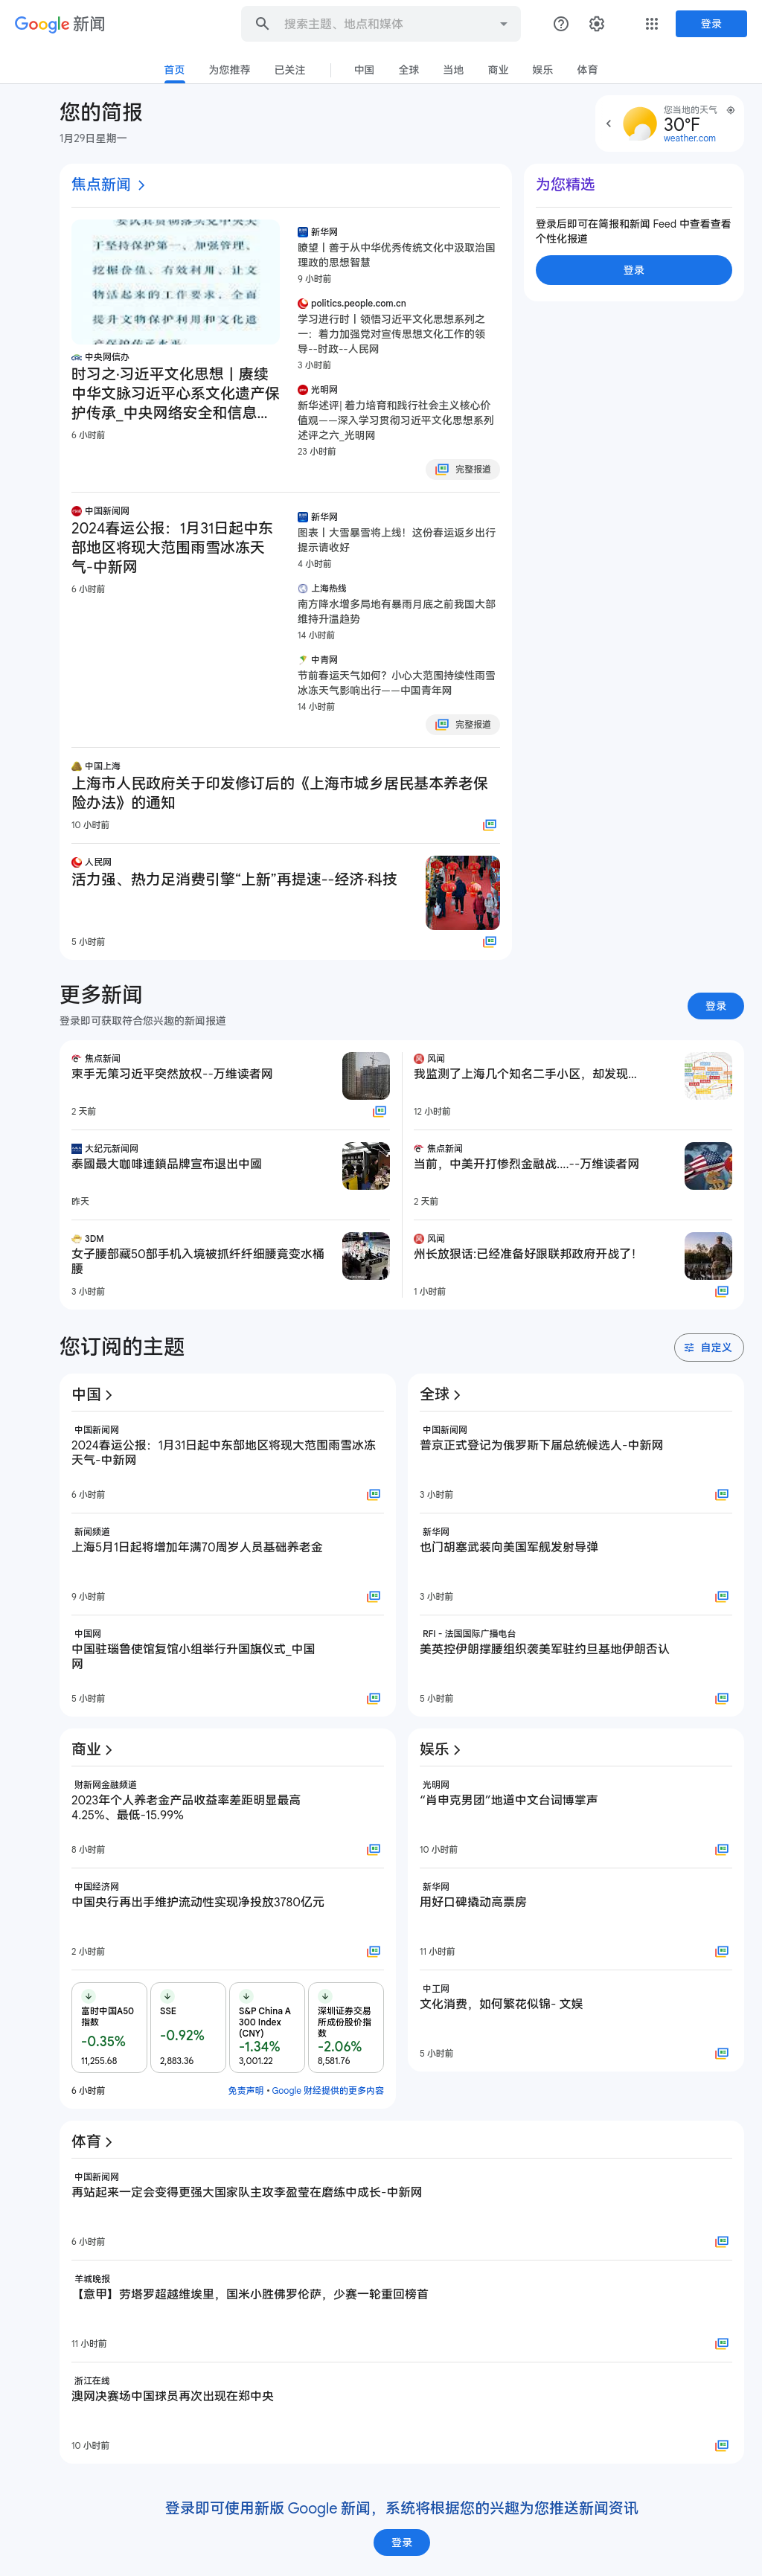 Google 新闻
搜索主题、地点和媒体
登录
首页
为您推荐
已关注
中国
全球
当地
商业
娱乐
体育
您的简报
1月29日星期一
您当地的天气
30°F
weather.com
焦点新闻
于坚持保护第一、加强管理、
挖掘价值、有效利用、让文
物活起来的工作要求，全面
提升文物保护利用和文化遗
中央网信办
时习之·习近平文化思想丨赓续
中华文脉习近平心系文化遗产保
护传承_中央网络安全和信息...
6 小时前
新华网
瞭望丨善于从中华优秀传统文化中汲取治国
理政的思想智慧
9 小时前
politics.people.com.cn
学习进行时丨领悟习近平文化思想系列之
一：着力加强党对宣传思想文化工作的领
导--时政--人民网
3 小时前
光明网
新华述评| 着力培育和践行社会主义核心价
值观——深入学习贯彻习近平文化思想系列
述评之六_光明网
23 小时前
完整报道
中国新闻网
2024春运公报：1月31日起中东
部地区将现大范围雨雪冰冻天
气-中新网
6 小时前
新华网
图表丨大雪暴雪将上线！这份春运返乡出行
提示请收好
4 小时前
上海热线
南方降水增多局地有暴雨月底之前我国大部
维持升温趋势
14 小时前
中青网
节前春运天气如何？小心大范围持续性雨雪
冰冻天气影响出行——中国青年网
14 小时前
完整报道
中国上海
上海市人民政府关于印发修订后的《上海市城乡居民基本养老保
险办法》的通知
10 小时前
人民网
活力强、热力足消费引擎“上新”再提速--经济·科技
5 小时前
为您精选
登录后即可在简报和新闻 Feed 中查看查看
个性化报道
登录
更多新闻
登录即可获取符合您兴趣的新闻报道
登录
焦点新闻
束手无策习近平突然放权--万维读者网
2 天前
风闻
我监测了上海几个知名二手小区，却发现...
12 小时前
大纪元新闻网
泰國最大咖啡連鎖品牌宣布退出中國
昨天
焦点新闻
当前，中美开打惨烈金融战....--万维读者网
2 天前
3DM
女子腰部藏50部手机入境被抓纤纤细腰竟变水桶
腰
3 小时前
风闻
州长放狠话:已经准备好跟联邦政府开战了！
1 小时前
您订阅的主题
自定义
中国
中国新闻网
2024春运公报：1月31日起中东部地区将现大范围雨雪冰冻
天气-中新网
6 小时前
新闻频道
上海5月1日起将增加年满70周岁人员基础养老金
9 小时前
中国网
中国驻瑙鲁使馆复馆小组举行升国旗仪式_中国
网
5 小时前
全球
中国新闻网
普京正式登记为俄罗斯下届总统候选人-中新网
3 小时前
新华网
也门胡塞武装向美国军舰发射导弹
3 小时前
RFI - 法国国际广播电台
美英控伊朗撑腰组织袭美军驻约旦基地伊朗否认
5 小时前
商业
财新网金融频道
2023年个人养老金产品收益率差距明显最高
4.25%、最低-15.99%
8 小时前
中国经济网
中国央行再出手维护流动性实现净投放3780亿元
2 小时前
富时中国A50
指数
-0.35%
11,255.68
SSE
-0.92%
2,883.36
S&P China A
300 Index
(CNY)
-1.34%
3,001.22
深圳证券交易
所成份股价指
数
-2.06%
8,581.76
6 小时前
免责声明 • Google 财经提供的更多内容
娱乐
光明网
“肖申克男团”地道中文台词博掌声
10 小时前
新华网
用好口碑撬动高票房
11 小时前
中工网
文化消费，如何繁花似锦- 文娱
5 小时前
体育
中国新闻网
再站起来一定会变得更强大国家队主攻李盈莹在磨练中成长-中新网
6 小时前
羊城晚报
【意甲】劳塔罗超越维埃里，国米小胜佛罗伦萨，少赛一轮重回榜首
11 小时前
浙江在线
澳网决赛场中国球员再次出现在郑中央
10 小时前
登录即可使用新版 Google 新闻，系统将根据您的兴趣为您推送新闻资讯
登录